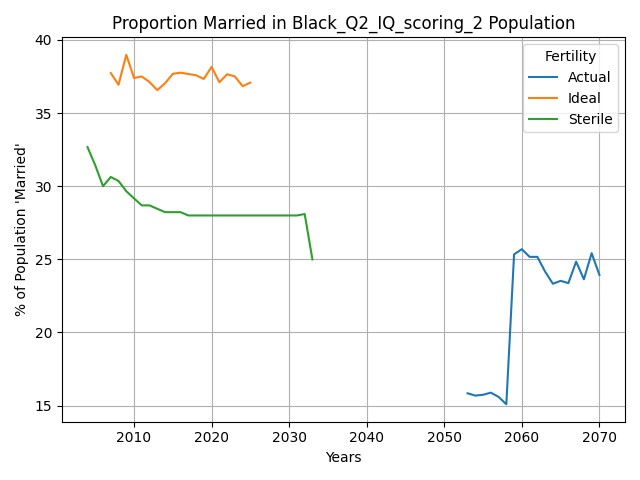 Proportion Married in Black_Q2_IQ_scoring_2 Population
Fertility
Actual
Ideal
Sterile
% of Population 'Married'
40
35
30
25
20
15
2010
2020
2030
2040
2050
2060
2070
Years